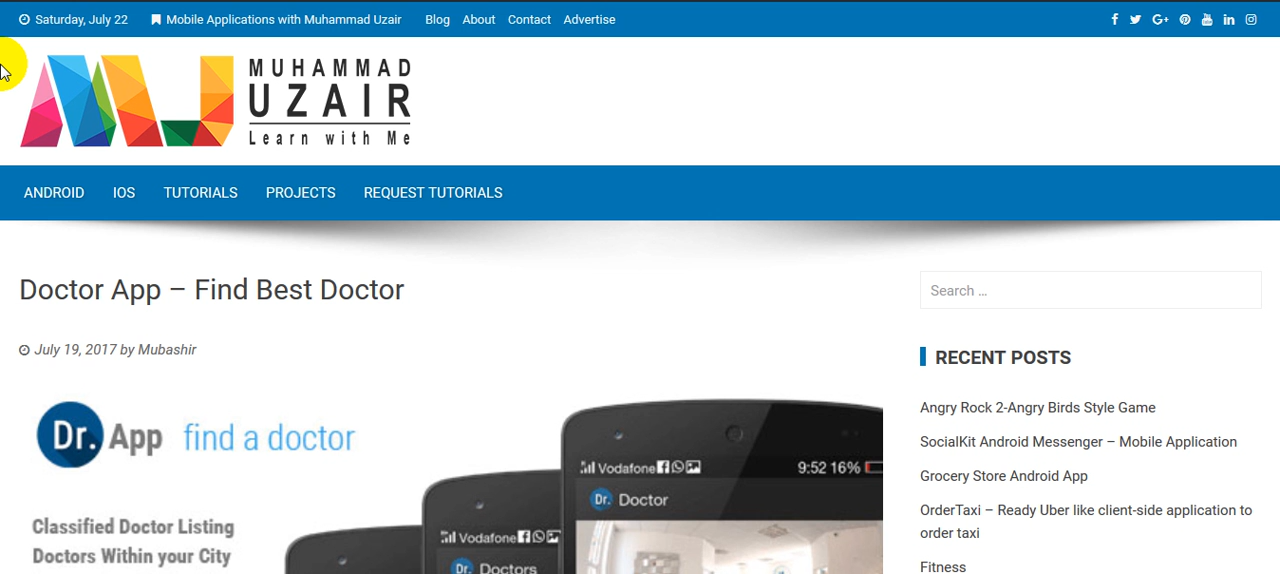 Saturday, July 22 Mobile Applications with Muhammad Uzair Blog About Contact Advertise
MUHAMMAD
UZAIR
Learn with Me
ANDROID IOS TUTORIALS PROJECTS REQUEST TUTORIALS
Doctor App – Find Best Doctor
July 19, 2017 by Mubashir
Dr. App find a doctor
Classified Doctor Listing
Doctors Within your City
Vodafone 9:52 16%
Dr. Doctor
Vodafone
Dr. Doctors
Search ...
RECENT POSTS
Angry Rock 2-Angry Birds Style Game
SocialKit Android Messenger – Mobile Application
Grocery Store Android App
OrderTaxi – Ready Uber like client-side application to
order taxi
Fitness